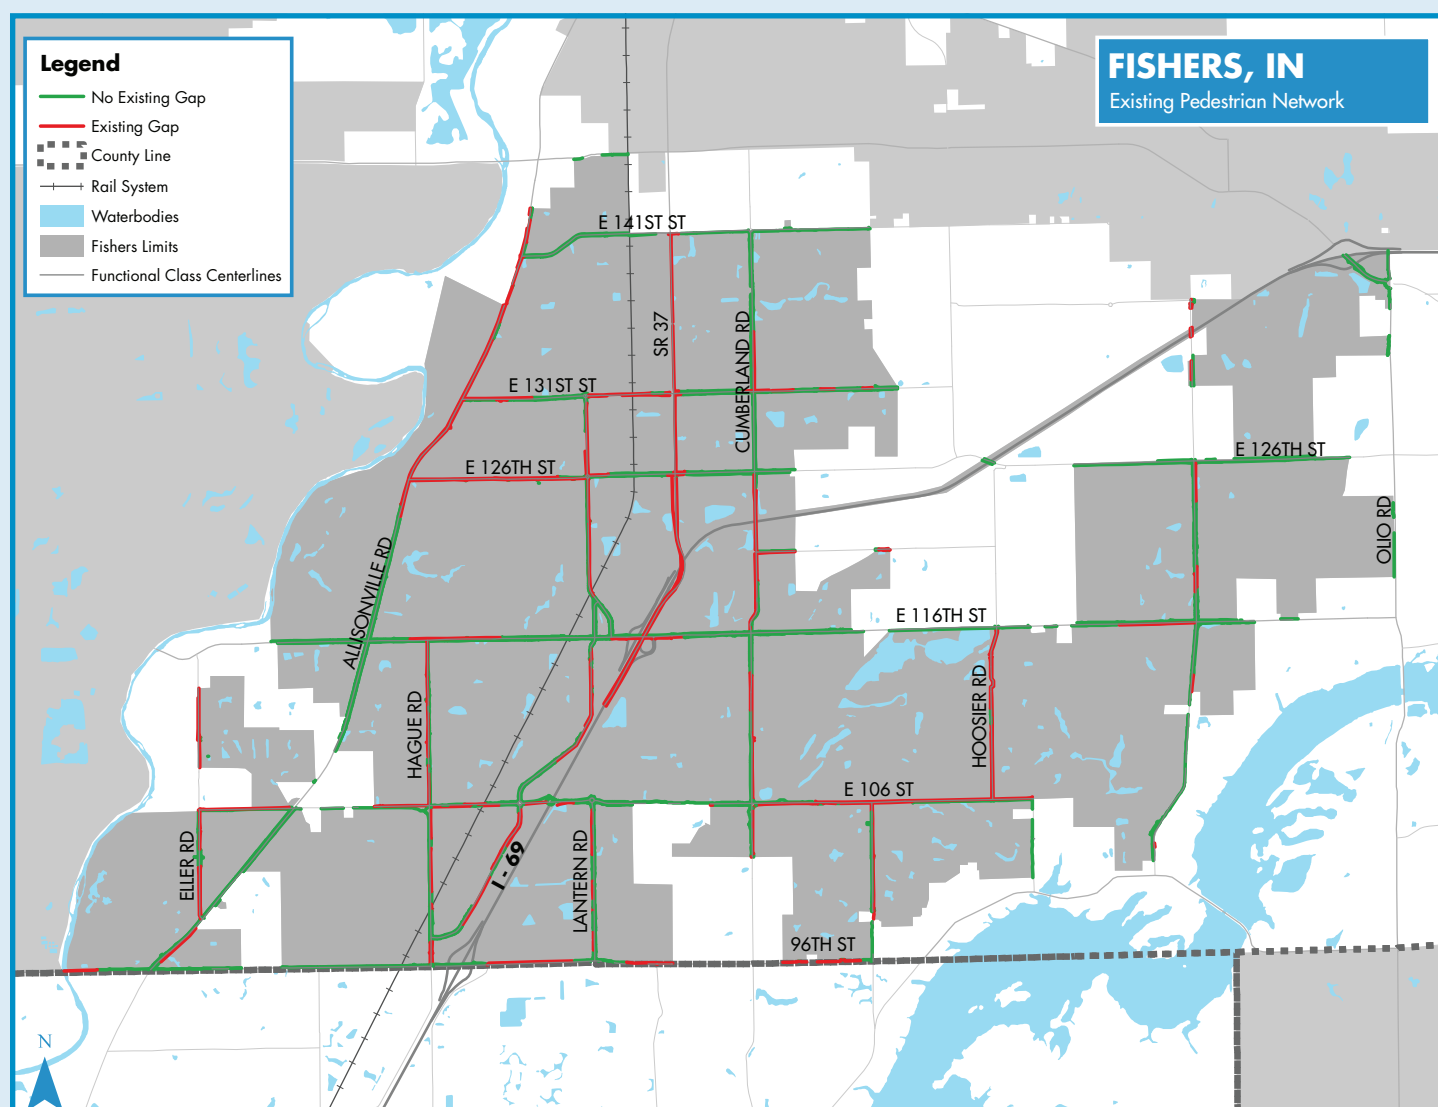 Legend
No Existing Gap
Existing Gap
County Line
Rail System
Waterbodies
Fishers Limits
Functional Class Centerlines
FISHERS, IN
Existing Pedestrian Network
E 141ST ST
SR 37
CUMBERLAND RD
E 131ST ST
E 126TH ST
E 126TH ST
OLIO RD
ALLISONVILLE RD
E 116TH ST
HAGUE RD
HOOSIER RD
E 106 ST
ELLER RD
I - 69
LANTERN RD
96TH ST
N